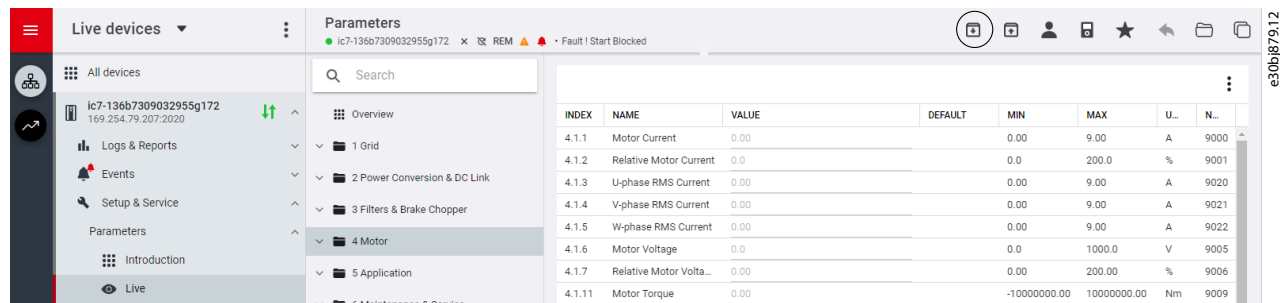 Live devices
Parameters
ic7-136b7309032955g172 REM • Fault ! Start Blocked
e30bj879.12
All devices
ic7-136b7309032955g172
169.254.79.207:2020
Logs & Reports
Events
Setup & Service
Parameters
Introduction
Live
Search
Overview
1 Grid
2 Power Conversion & DC Link
3 Filters & Brake Chopper
4 Motor
5 Application
INDEX NAME VALUE DEFAULT MIN MAX U... N...
4.1.1 Motor Current 0.00 0.00 9.00 A 9000
4.1.2 Relative Motor Current 0.0 0.0 200.0 % 9001
4.1.3 U-phase RMS Current 0.00 0.00 9.00 A 9020
4.1.4 V-phase RMS Current 0.00 0.00 9.00 A 9021
4.1.5 W-phase RMS Current 0.00 0.00 9.00 A 9022
4.1.6 Motor Voltage 0.0 0.0 1000.0 V 9005
4.1.7 Relative Motor Volta... 0.00 0.00 200.00 % 9006
4.1.11 Motor Torque 0.00 -10000000.00 10000000.00 Nm 9009